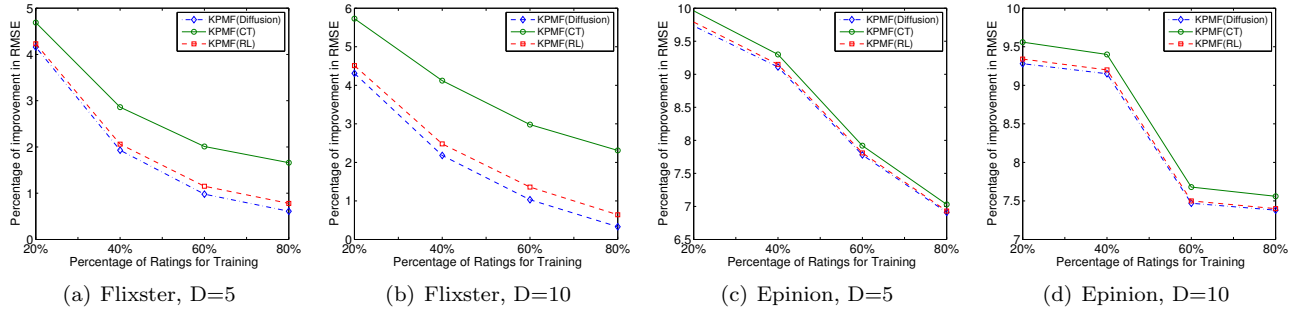 5
4
3
2
1
0
20%
40%
60%
80%
Percentage of improvement in RMSE
Percentage of Ratings for Training
KPMF(Diffusion)
KPMF(CT)
KPMF(RL)
(a) Flixster, D=5
6
5
4
3
2
1
0
20%
40%
60%
80%
Percentage of improvement in RMSE
Percentage of Ratings for Training
KPMF(Diffusion)
KPMF(CT)
KPMF(RL)
(b) Flixster, D=10
10
9.5
9
8.5
8
7.5
7
6.5
20%
40%
60%
80%
Percentage of improvement in RMSE
Percentage of Ratings for Training
KPMF(Diffusion)
KPMF(CT)
KPMF(RL)
(c) Epinion, D=5
10
9.5
9
8.5
8
7.5
7
20%
40%
60%
80%
Percentage of improvement in RMSE
Percentage of Ratings for Training
KPMF(Diffusion)
KPMF(CT)
KPMF(RL)
(d) Epinion, D=10